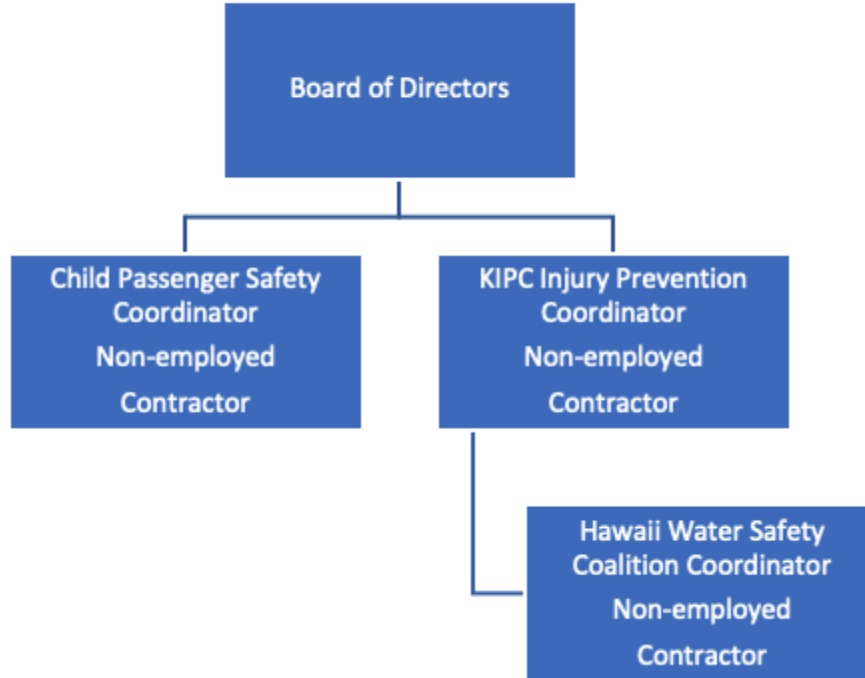 Board of Directors
Child Passenger Safety
Coordinator
Non-employed
Contractor
KIPC Injury Prevention
Coordinator
Non-employed
Contractor
Hawaii Water Safety
Coalition Coordinator
Non-employed
Contractor